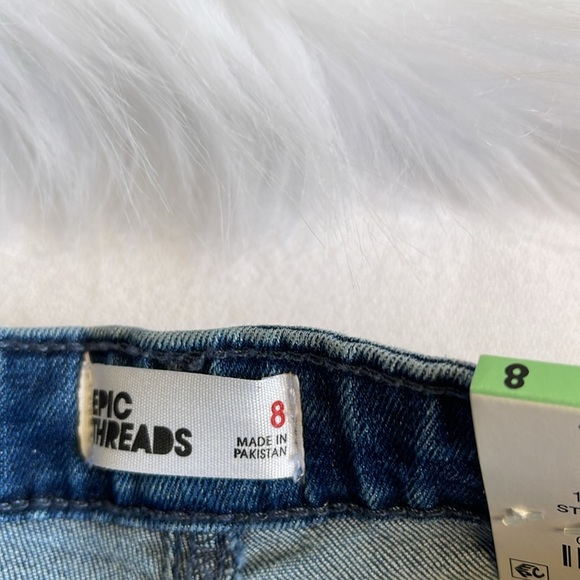 EPIC
THREADS
8
MADE IN
PAKISTAN
8